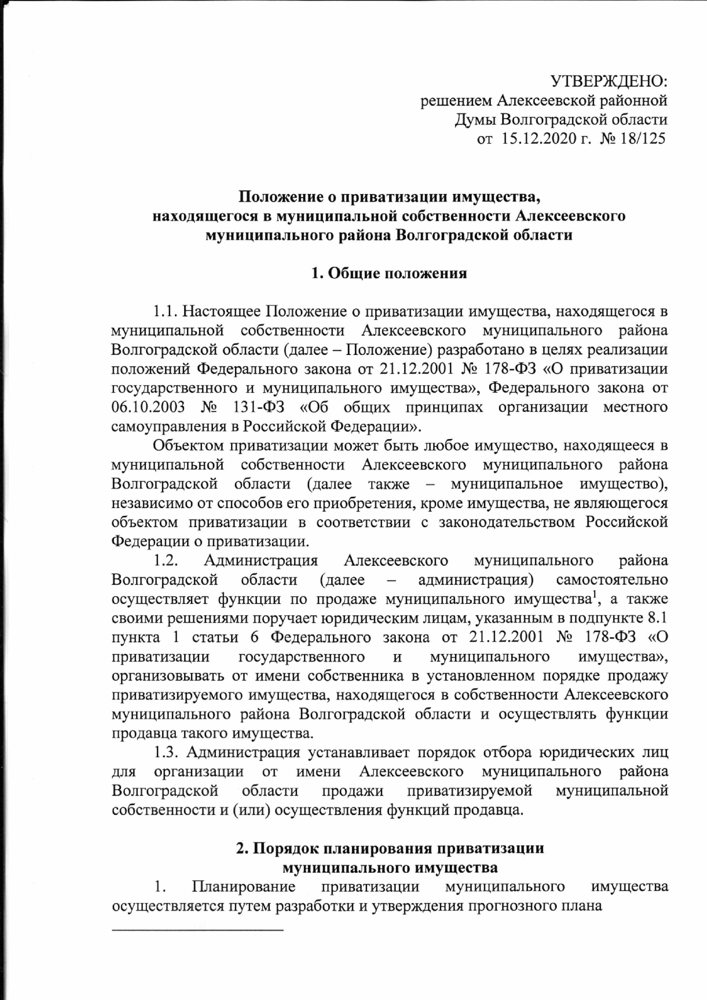 УТВЕРЖДЕНО:
решением Алексеевской районной
Думы Волгоградской области
от 15.12.2020 г. № 18/125
Положение о приватизации имущества,
находящегося в муниципальной собственности Алексеевского
муниципального района Волгоградской области
1. Общие положения
1.1. Настоящее Положение о приватизации имущества, находящегося в
муниципальной собственности Алексеевского муниципального района
Волгоградской области (далее – Положение) разработано в целях реализации
положений Федерального закона от 21.12.2001 № 178-ФЗ «О приватизации
государственного и муниципального имущества», Федерального закона от
06.10.2003 № 131-ФЗ «Об общих принципах организации местного
самоуправления в Российской Федерации».
Объектом приватизации может быть любое имущество, находящееся в
муниципальной собственности Алексеевского муниципального района
Волгоградской области (далее также – муниципальное имущество),
независимо от способов его приобретения, кроме имущества, не являющегося
объектом приватизации в соответствии с законодательством Российской
Федерации о приватизации.
1.2. Администрация Алексеевского муниципального района
Волгоградской области (далее – администрация) самостоятельно
осуществляет функции по продаже муниципального имущества¹, а также
своими решениями поручает юридическим лицам, указанным в подпункте 8.1
пункта 1 статьи 6 Федерального закона от 21.12.2001 № 178-ФЗ «О
приватизации государственного и муниципального имущества»,
организовывать от имени собственника в установленном порядке продажу
приватизируемого имущества, находящегося в собственности Алексеевского
муниципального района Волгоградской области и осуществлять функции
продавца такого имущества.
1.3. Администрация устанавливает порядок отбора юридических лиц
для организации от имени Алексеевского муниципального района
Волгоградской области продажи приватизируемой муниципальной
собственности и (или) осуществления функций продавца.
2. Порядок планирования приватизации
муниципального имущества
1. Планирование приватизации муниципального имущества
осуществляется путем разработки и утверждения прогнозного плана